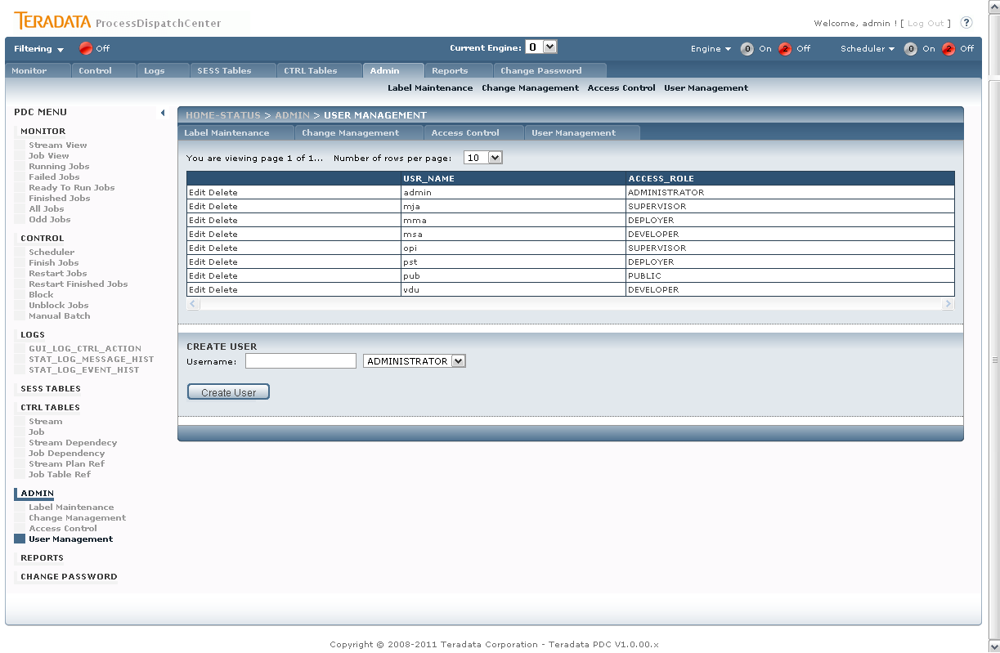 TERADATA ProcessDispatchCenter
Welcome, admin ! [ Log Out ] ?
Filtering Off Current Engine: 0 Engine 0 On 2 Off Scheduler 0 On 2 Off
Monitor Control Logs SESS Tables CTRL Tables Admin Reports Change Password
Label Maintenance Change Management Access Control User Management
PDC MENU
MONITOR
Stream View
Job View
Running Jobs
Failed Jobs
Ready To Run Jobs
Finished Jobs
All Jobs
Odd Jobs
CONTROL
Scheduler
Finish Jobs
Restart Jobs
Restart Finished Jobs
Block
Unblock Jobs
Manual Batch
LOGS
GUI_LOG_CTRL_ACTION
STAT_LOG_MESSAGE_HIST
STAT_LOG_EVENT_HIST
SESS TABLES
CTRL TABLES
Stream
Job
Stream Dependecy
Job Dependency
Stream Plan Ref
Job Table Ref
ADMIN
Label Maintenance
Change Management
Access Control
User Management
REPORTS
CHANGE PASSWORD
HOME-STATUS > ADMIN > USER MANAGEMENT
Label Maintenance Change Management Access Control User Management
You are viewing page 1 of 1... Number of rows per page: 10
USR_NAME ACCESS_ROLE
Edit Delete admin ADMINISTRATOR
Edit Delete mja SUPERVISOR
Edit Delete mma DEPLOYER
Edit Delete msa DEVELOPER
Edit Delete opi SUPERVISOR
Edit Delete pst DEPLOYER
Edit Delete pub PUBLIC
Edit Delete vdu DEVELOPER
CREATE USER
Username: ADMINISTRATOR
Create User
Copyright © 2008-2011 Teradata Corporation - Teradata PDC V1.0.00.x